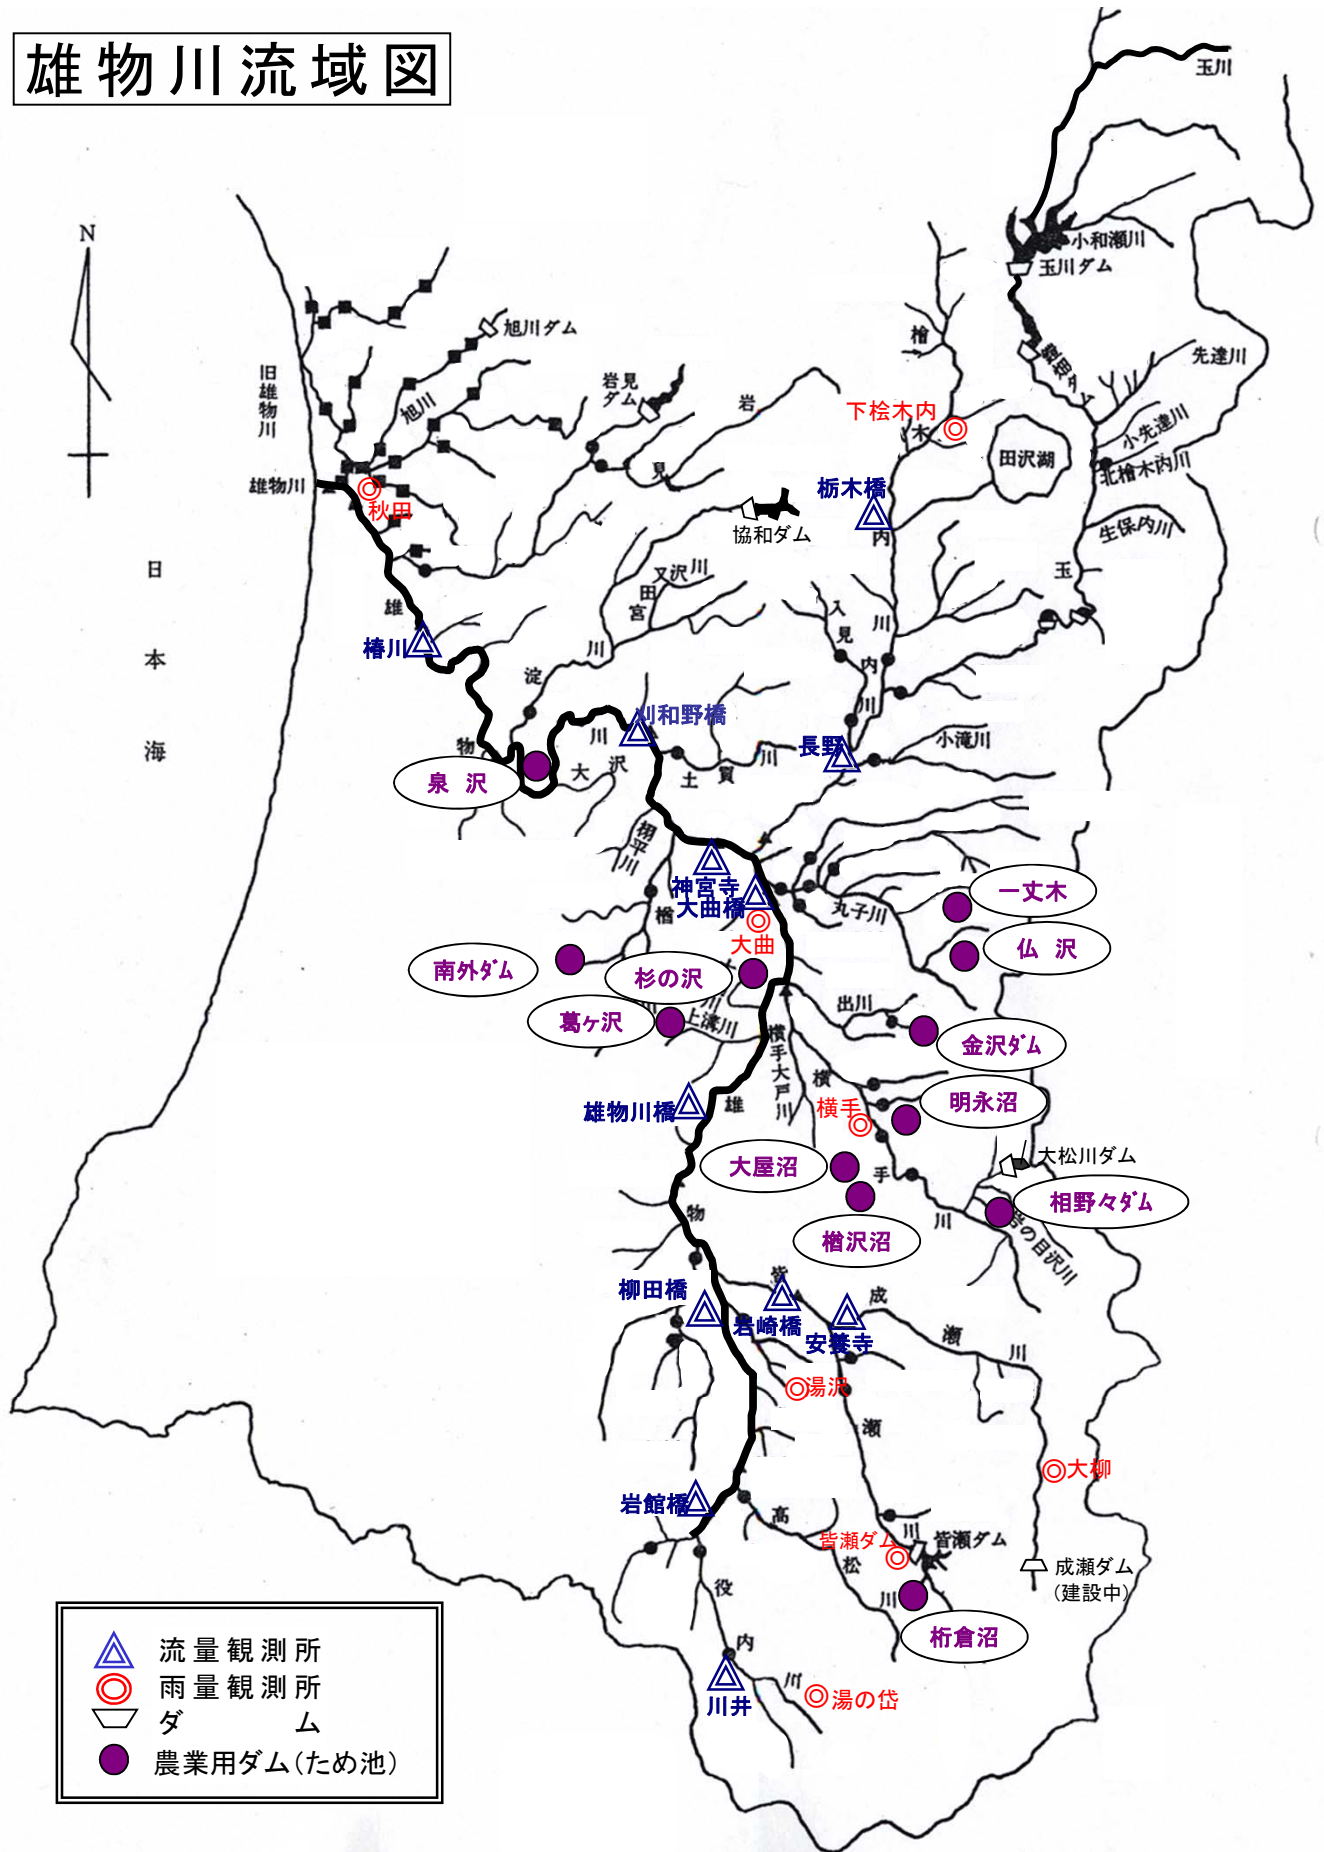 雄物川流域図
玉川
N
小和瀬川
玉川ダム
旭川ダム
鎧畑ダム
先達川
旧雄物川
旭川
岩見ダム
岩
見
檜
下桧木内
木
小先達川
田沢湖
北檜木内川
雄物川
秋田
栃木橋
協和ダム
内
生保内川
日
本
海
又沢川
田
宮
玉
雄
椿川
川
淀
入
見
内
川
川
刈和野橋
物
川
大
沢
土
買
川
長野
小滝川
泉 沢
栩平川
神宮寺
大曲橋
楢
大曲
丸子川
一丈木
仏 沢
南外ダム
杉の沢
川
葛ヶ沢
上溝川
出川
金沢ダム
横手大戸川
横
雄物川橋
雄
横手
明永沼
大松川ダム
大屋沼
手
相野々ダム
物
川
岩の目沢川
楢沢沼
柳田橋
皆
岩崎橋
成
安養寺
瀬
川
湯沢
瀬
大柳
岩館橋
高
川
皆瀬ダム
皆瀬ダム
松
成瀬ダム
(建設中)
役
川
桁倉沼
内
川
川井
湯の岱
流量観測所
雨量観測所
ダム
農業用ダム(ため池)